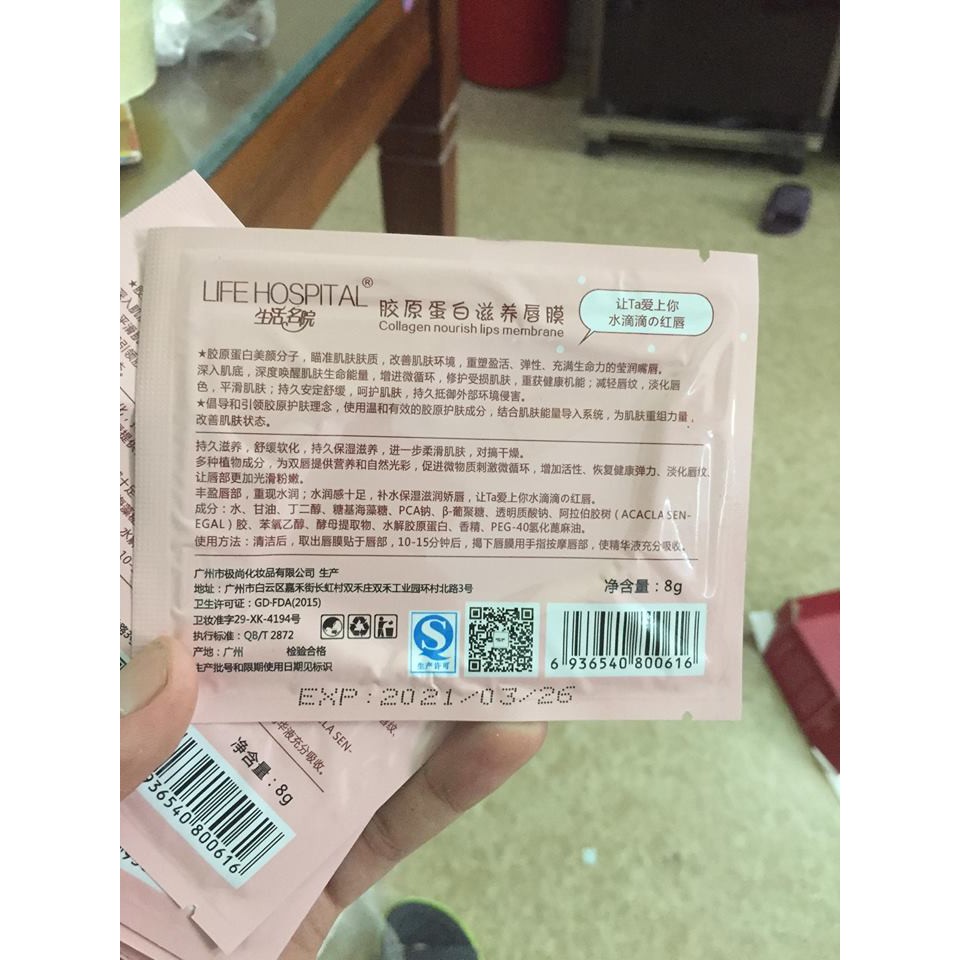 LIFE HOSPITAL®
生活名院
胶原蛋白滋养唇膜
Collagen nourish lips membrane
让Ta爱上你
水滴滴の红唇
★胶原蛋白美颜分子，瞄准肌肤肤质，改善肌肤环境，重塑盈活、弹性、充满生命力的莹润嘴唇。
深入肌底，深度唤醒肌肤生命能量，增进微循环，修护受损肌肤，重获健康机能；减轻唇纹，淡化唇
色，平滑肌肤；持久安定舒缓，呵护肌肤，持久抵御外部环境侵害。
★倡导和引领胶原护肤理念，使用温和有效的胶原护肤成分，结合肌肤能量导入系统，为肌肤重组力量，
改善肌肤状态。
持久滋养，舒缓软化，持久保湿滋养，进一步柔滑肌肤，对搞干燥。
多种植物成分，为双唇提供营养和自然光彩，促进微物质刺激微循环，增加活性、恢复健康弹力、淡化唇纹、
让唇部更加光滑粉嫩。
丰盈唇部，重现水润；水润感十足，补水保湿滋润娇唇，让Ta爱上你水滴滴の红唇。
成分：水、甘油、丁二醇、糖基海藻糖、PCA钠、β-葡聚糖、透明质酸钠、阿拉伯胶树（ACACLA SEN-
EGAL）胶、苯氧乙醇、酵母提取物、水解胶原蛋白、香精、PEG-40氢化蓖麻油。
使用方法：清洁后，取出唇膜贴于唇部，10-15分钟后，揭下唇膜用手指按摩唇部，使精华液充分吸收。
广州市极尚化妆品有限公司 生产
地址：广州市白云区嘉禾街长虹村双禾庄双禾工业园环村北路3号
卫生许可证：GD·FDA(2015)
卫妆准字29-XK-4194号
执行标准：QB/T 2872
产地：广州 检验合格
生产批号和限期使用日期见标识
净含量：8g
生产许可
6 936540 800616
EXP:2021/03/26
ACLA SEN-
华液充分吸收。
净含量：8g
936540 800616